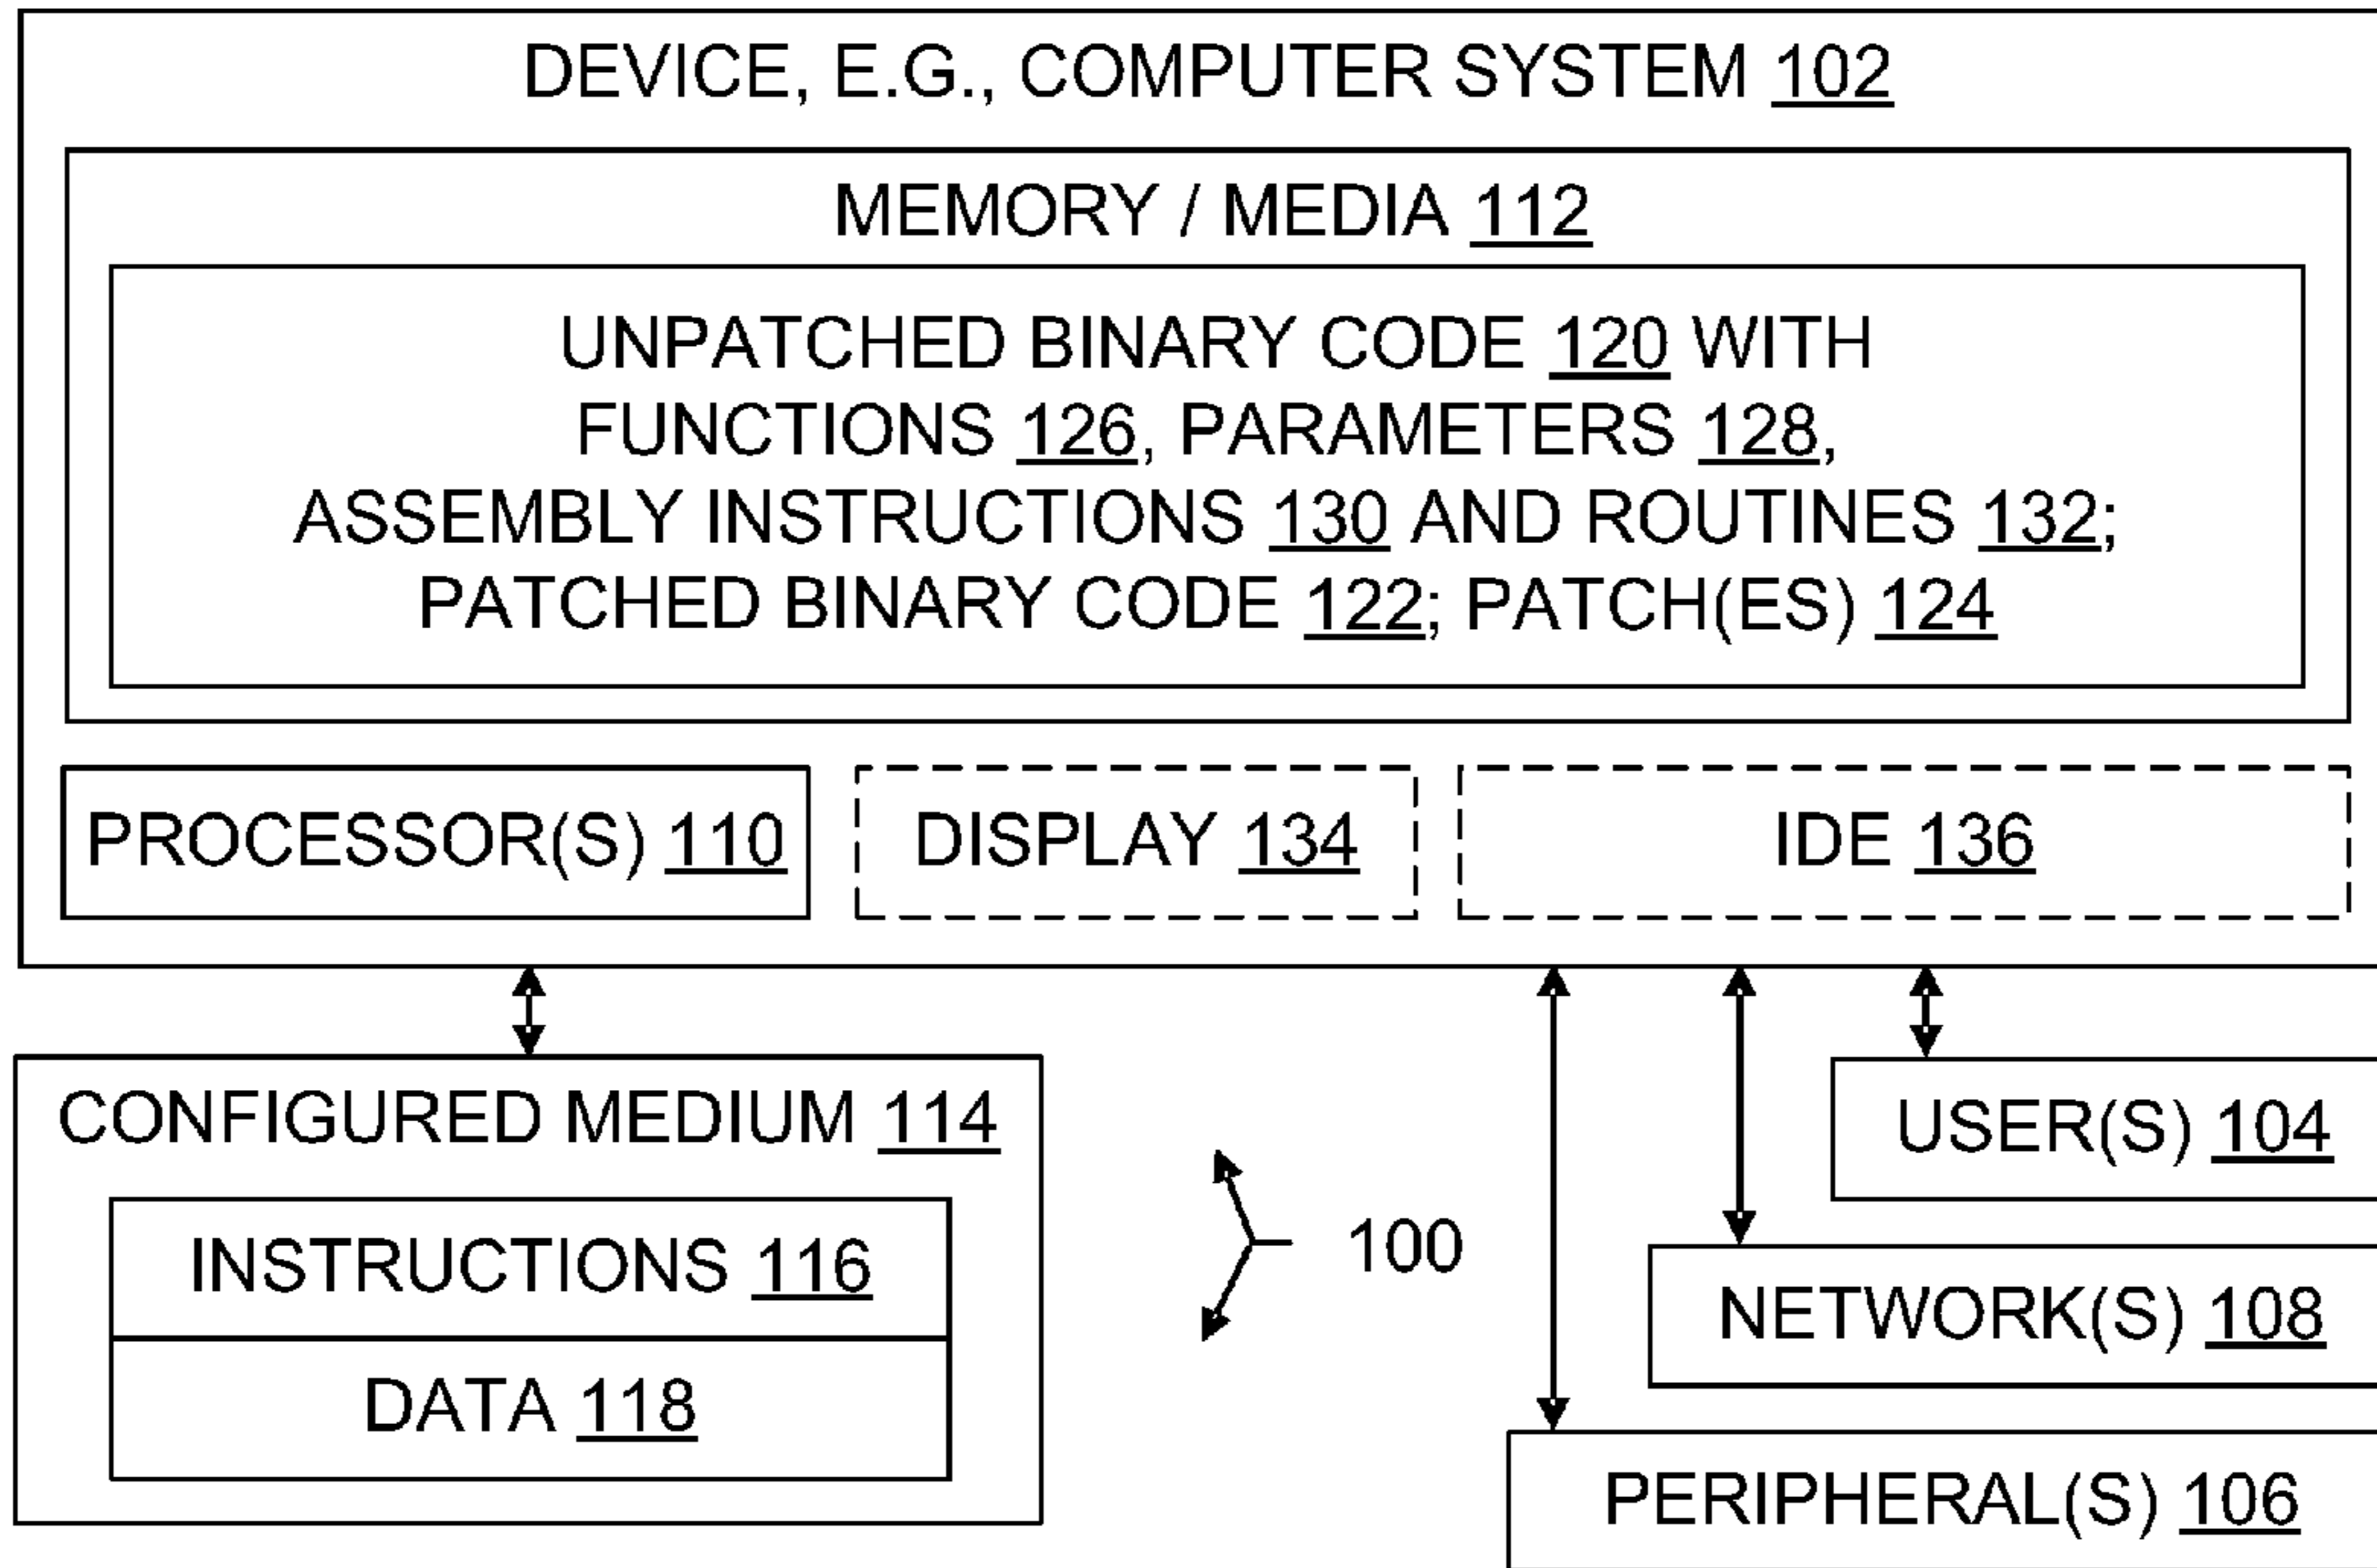 DEVICE, E.G., COMPUTER SYSTEM 102
MEMORY / MEDIA 112
UNPATCHED BINARY CODE 120 WITH
FUNCTIONS 126, PARAMETERS 128,
ASSEMBLY INSTRUCTIONS 130 AND ROUTINES 132;
PATCHED BINARY CODE 122; PATCH(ES) 124
PROCESSOR(S) 110
DISPLAY 134
IDE 136
CONFIGURED MEDIUM 114
INSTRUCTIONS 116
DATA 118
100
USER(S) 104
NETWORK(S) 108
PERIPHERAL(S) 106